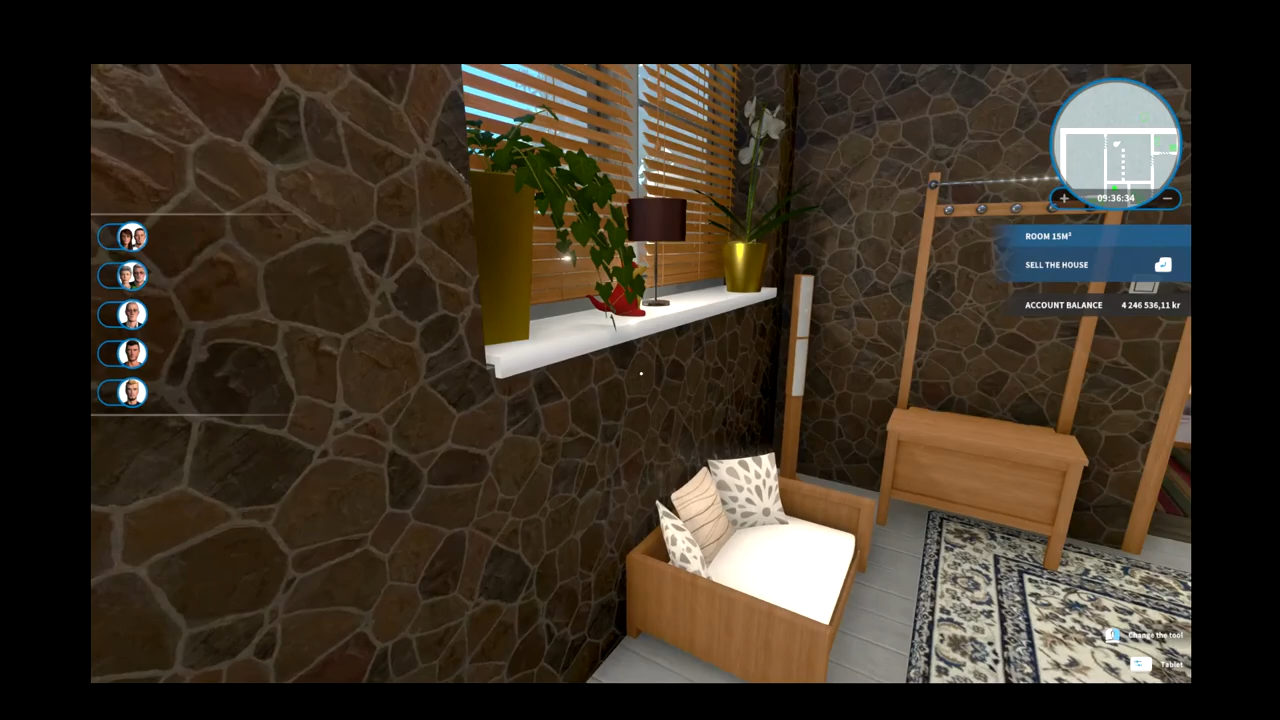 09:36:34
ROOM 15M²
SELL THE HOUSE
ACCOUNT BALANCE 4 246 536,11 kr
Change the tool
Tablet